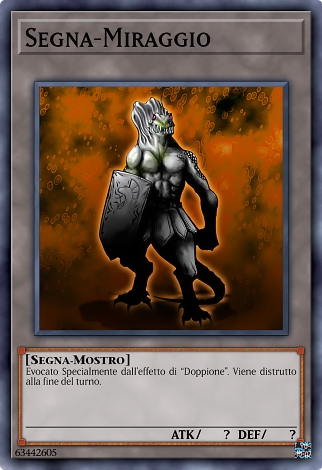 Segna-Miraggio
[Segna-Mostro]
Evocato Specialmente dall'effetto di “Doppione”. Viene distrutto
alla fine del turno.
ATK/ ? DEF/ ?
63442605